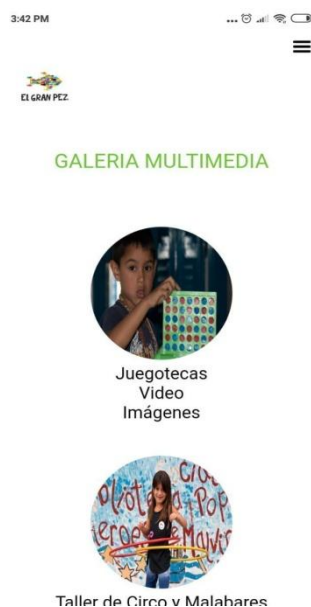 3:42 PM
EL GRAN PEZ
GALERIA MULTIMEDIA
Juegotecas
Video
Imágenes
Taller de Circo y Malabares